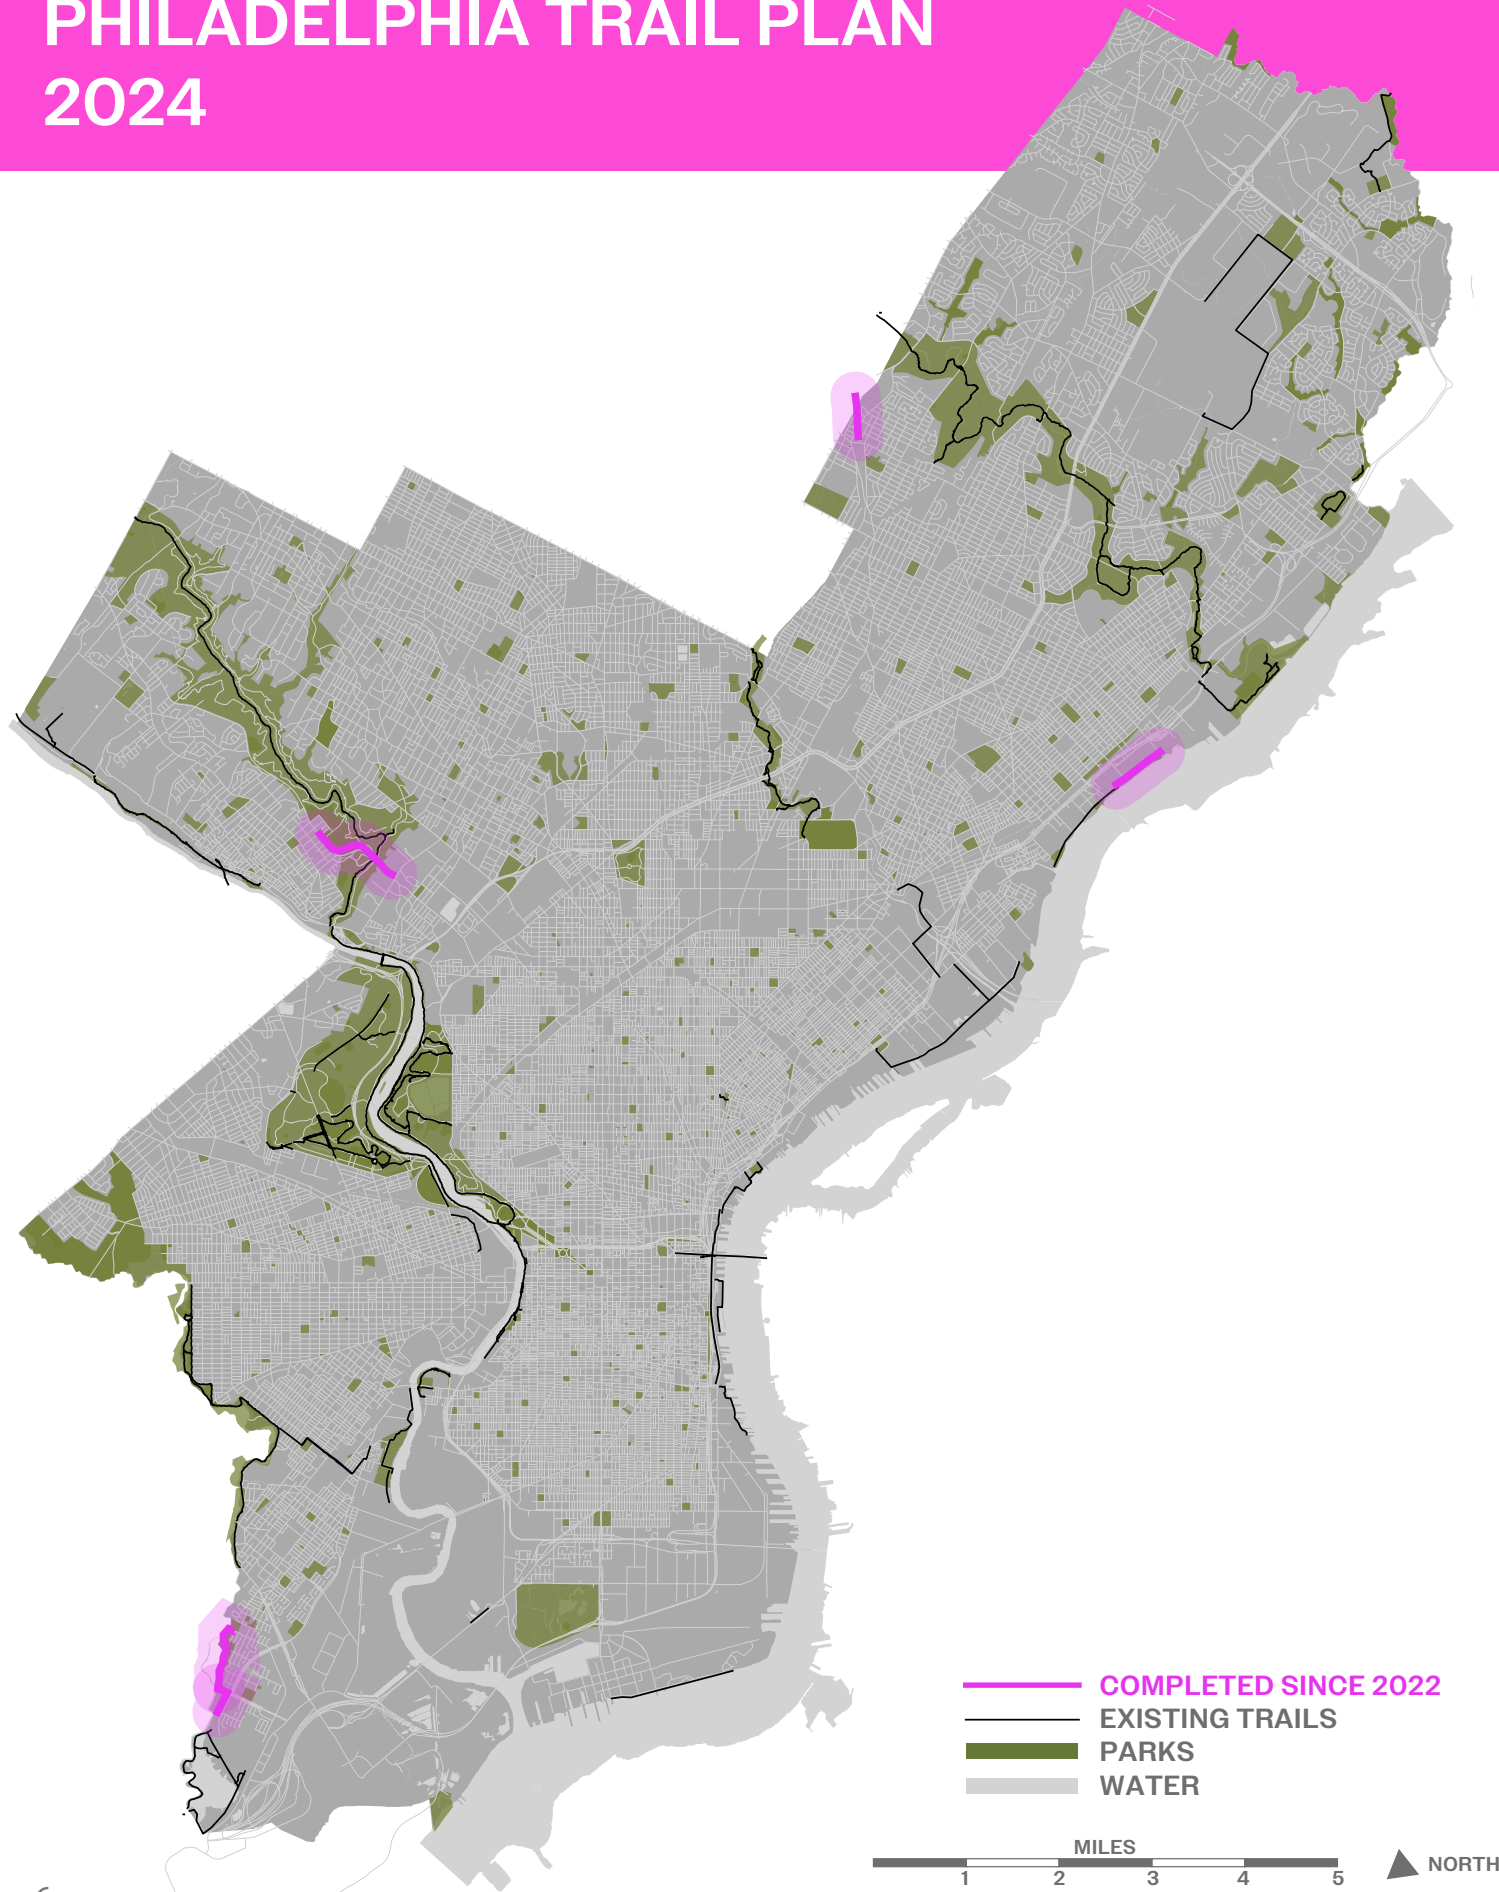 PHILADELPHIA TRAIL PLAN
2024
COMPLETED SINCE 2022
EXISTING TRAILS
PARKS
WATER
MILES
1 2 3 4 5
NORTH